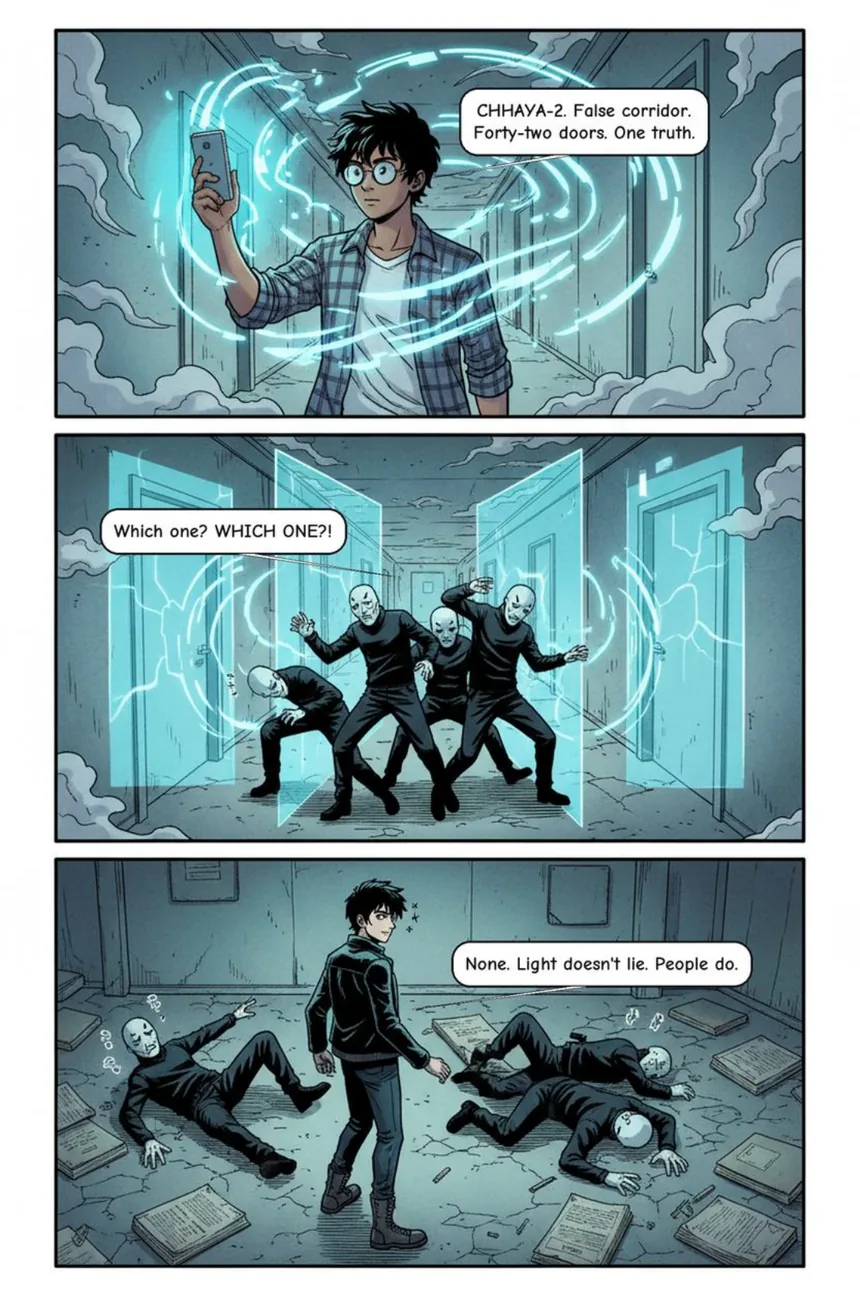 CHHAYA-2. False corridor.
Forty-two doors. One truth.
Which one? WHICH ONE?!
None. Light doesn't lie. People do.